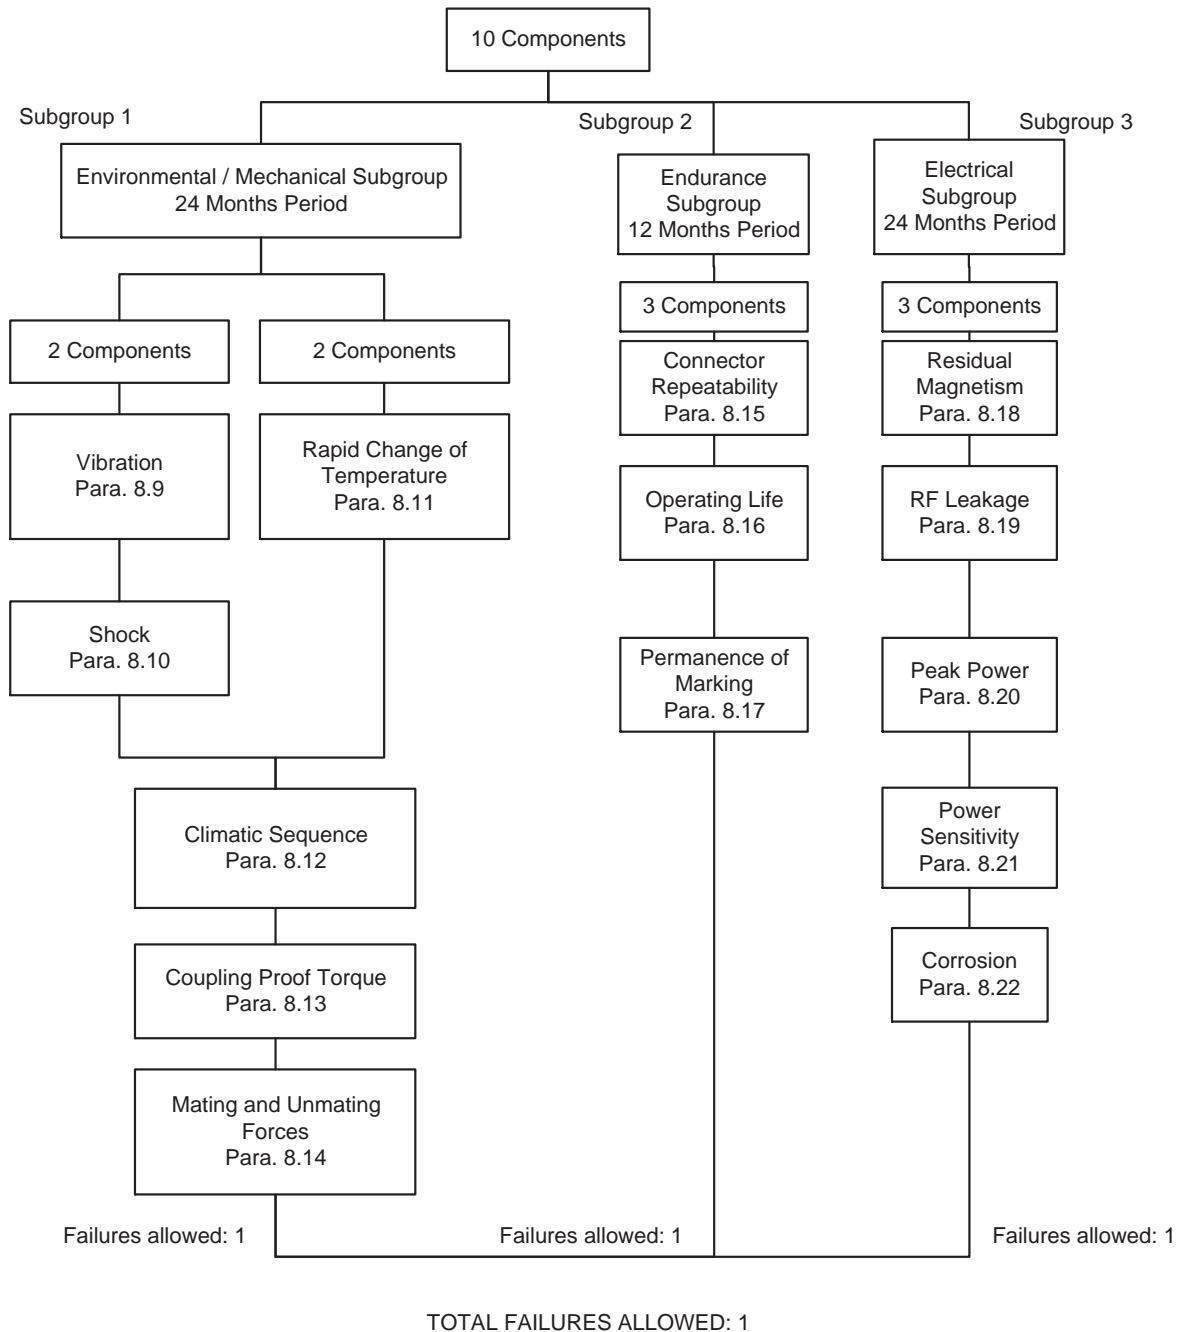 10 Components
Subgroup 1
Subgroup 2
Subgroup 3
Environmental / Mechanical Subgroup
24 Months Period
Endurance
Subgroup
12 Months Period
Electrical
Subgroup
24 Months Period
2 Components
2 Components
3 Components
3 Components
Vibration
Para. 8.9
Rapid Change of
Temperature
Para. 8.11
Connector
Repeatability
Para. 8.15
Residual
Magnetism
Para. 8.18
Operating Life
Para. 8.16
RF Leakage
Para. 8.19
Shock
Para. 8.10
Permanence of
Marking
Para. 8.17
Peak Power
Para. 8.20
Climatic Sequence
Para. 8.12
Power
Sensitivity
Para. 8.21
Coupling Proof Torque
Para. 8.13
Corrosion
Para. 8.22
Mating and Unmating
Forces
Para. 8.14
Failures allowed: 1
Failures allowed: 1
Failures allowed: 1
TOTAL FAILURES ALLOWED: 1